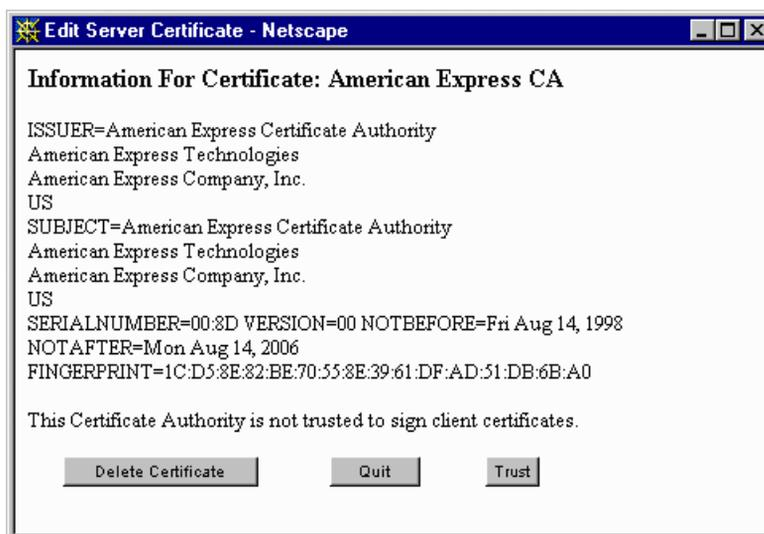 Edit Server Certificate - Netscape
Information For Certificate: American Express CA
ISSUER=American Express Certificate Authority
American Express Technologies
American Express Company, Inc.
US
SUBJECT=American Express Certificate Authority
American Express Technologies
American Express Company, Inc.
US
SERIALNUMBER=00:8D VERSION=00 NOTBEFORE=Fri Aug 14, 1998
NOTAFTER=Mon Aug 14, 2006
FINGERPRINT=1C:D5:8E:82:BE:70:55:8E:39:61:DF:AD:51:DB:6B:A0
This Certificate Authority is not trusted to sign client certificates.
Delete Certificate Quit Trust